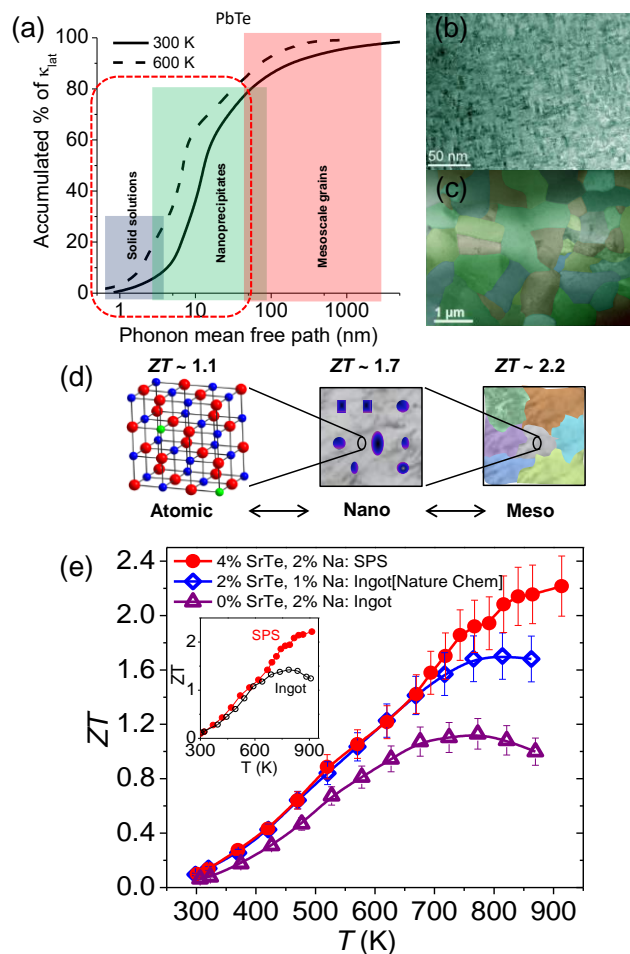 (a)
PbTe
Accumulated % of κlat
100
80
60
40
20
0
300 K
600 K
Solid solutions
Nanoprecipitates
Mesoscale grains
1
10
100
1000
Phonon mean free path (nm)
(b)
50 nm
(c)
1 µm
(d)
ZT ~ 1.1
ZT ~ 1.7
ZT ~ 2.2
Atomic
Nano
Meso
(e)
ZT
2.4
2.0
1.6
1.2
0.8
0.4
0.0
4% SrTe, 2% Na: SPS
2% SrTe, 1% Na: Ingot[Nature Chem]
0% SrTe, 2% Na: Ingot
ZT
2
1
0
SPS
Ingot
300
600
900
T (K)
300
400
500
600
700
800
900
T (K)